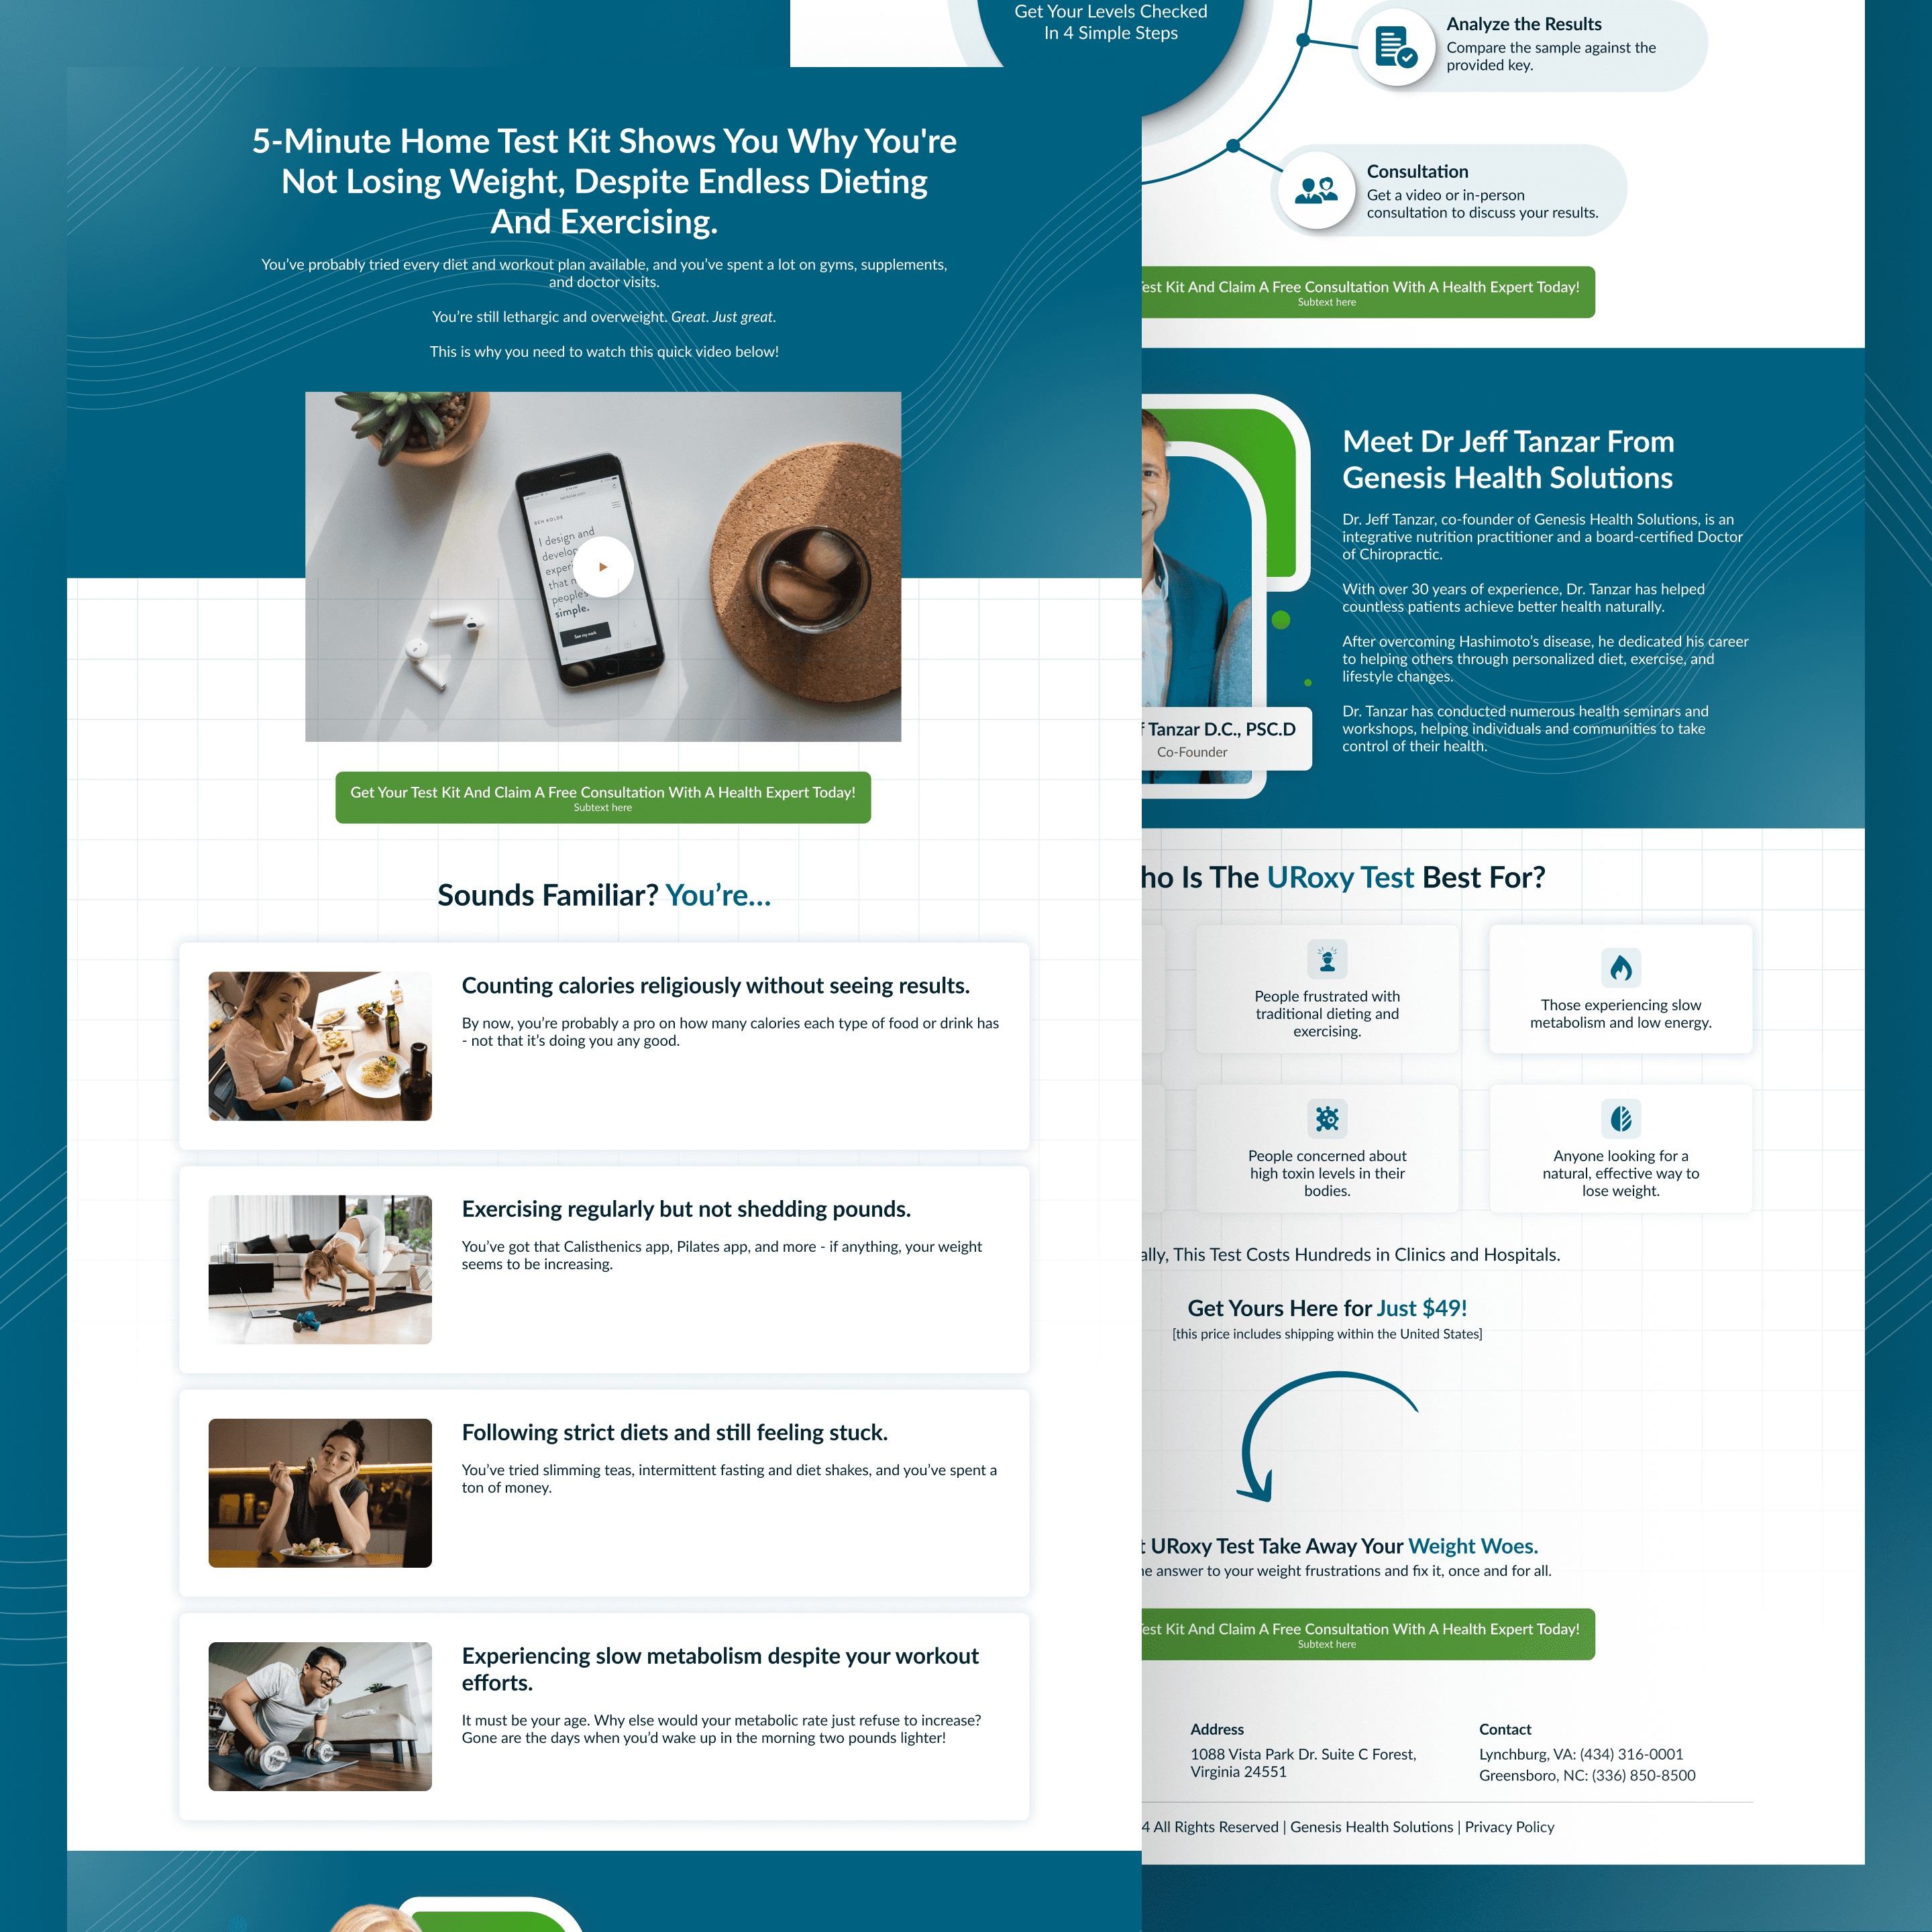 Get Your Levels Checked
In 4 Simple Steps
Analyze the Results
Compare the sample against the
provided key.
Consultation
Get a video or in-person
consultation to discuss your results.
est Kit And Claim A Free Consultation With A Health Expert Today!
Subtext here
5-Minute Home Test Kit Shows You Why You're
Not Losing Weight, Despite Endless Dieting
And Exercising.
You've probably tried every diet and workout plan available, and you've spent a lot on gyms, supplements,
and doctor visits.
You're still lethargic and overweight. Great. Just great.
This is why you need to watch this quick video below!
BEN KOLDE
I design and
develop
exper
that m
people's
simple.
See my work
Get Your Test Kit And Claim A Free Consultation With A Health Expert Today!
Subtext here
Sounds Familiar? You're...
Counting calories religiously without seeing results.
By now, you're probably a pro on how many calories each type of food or drink has
- not that it's doing you any good.
Exercising regularly but not shedding pounds.
You've got that Calisthenics app, Pilates app, and more - if anything, your weight
seems to be increasing.
Following strict diets and still feeling stuck.
You've tried slimming teas, intermittent fasting and diet shakes, and you've spent a
ton of money.
Experiencing slow metabolism despite your workout
efforts.
It must be your age. Why else would your metabolic rate just refuse to increase?
Gone are the days when you'd wake up in the morning two pounds lighter!
Meet Dr Jeff Tanzar From
Genesis Health Solutions
Dr. Jeff Tanzar, co-founder of Genesis Health Solutions, is an
integrative nutrition practitioner and a board-certified Doctor
of Chiropractic.
With over 30 years of experience, Dr. Tanzar has helped
countless patients achieve better health naturally.
After overcoming Hashimoto's disease, he dedicated his career
to helping others through personalized diet, exercise, and
lifestyle changes.
Dr. Tanzar has conducted numerous health seminars and
workshops, helping individuals and communities to take
control of their health.
f Tanzar D.C., PSC.D
Co-Founder
ho Is The URoxy Test Best For?
People frustrated with
traditional dieting and
exercising.
Those experiencing slow
metabolism and low energy.
People concerned about
high toxin levels in their
bodies.
Anyone looking for a
natural, effective way to
lose weight.
ally, This Test Costs Hundreds in Clinics and Hospitals.
Get Yours Here for Just $49!
[this price includes shipping within the United States]
t URoxy Test Take Away Your Weight Woes.
he answer to your weight frustrations and fix it, once and for all.
est Kit And Claim A Free Consultation With A Health Expert Today!
Subtext here
Address
1088 Vista Park Dr. Suite C Forest,
Virginia 24551
Contact
Lynchburg, VA: (434) 316-0001
Greensboro, NC: (336) 850-8500
4 All Rights Reserved | Genesis Health Solutions | Privacy Policy